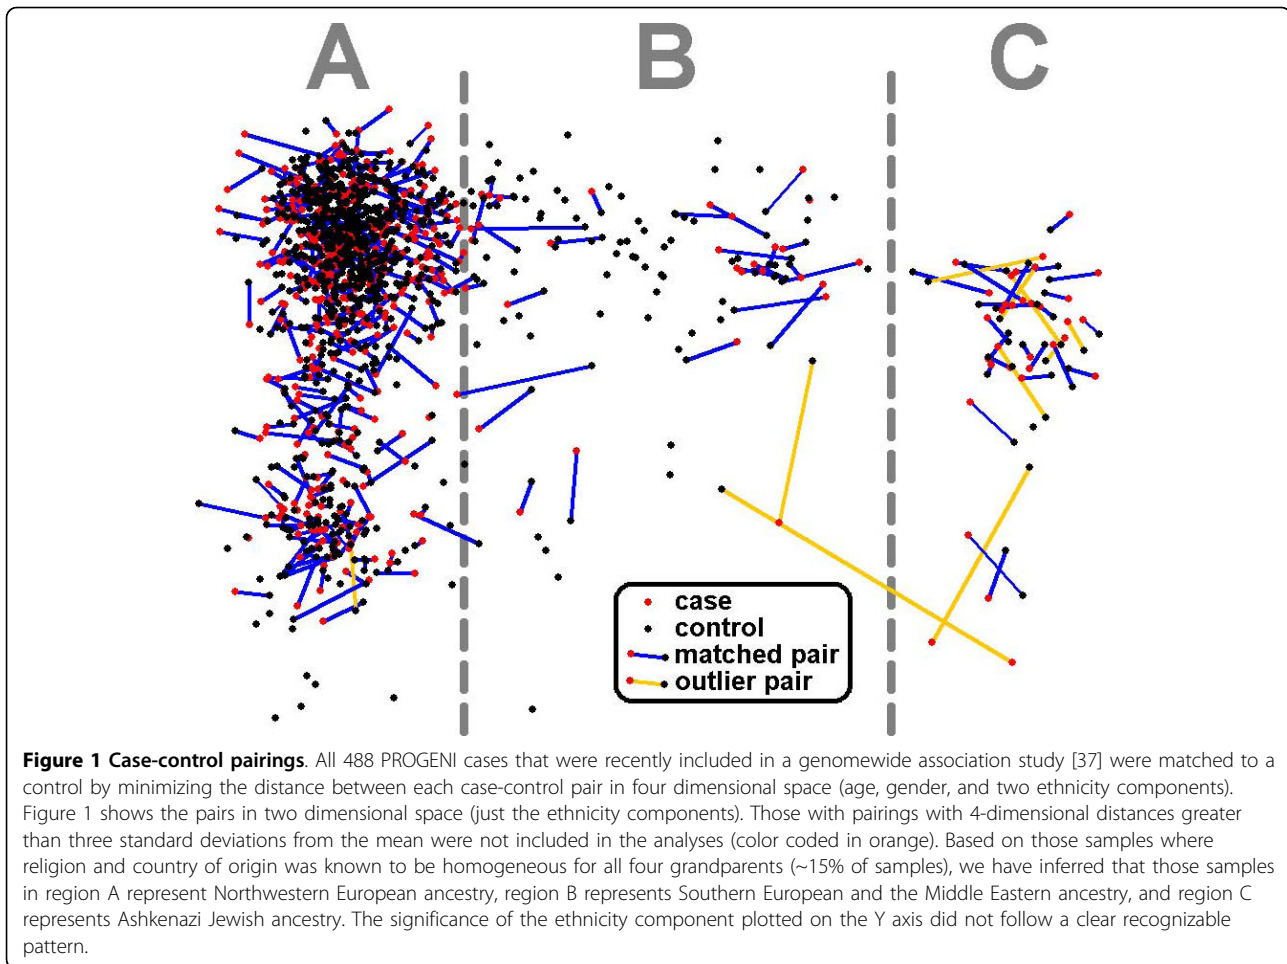 A B C
case
control
matched pair
outlier pair
Figure 1 Case-control pairings. All 488 PROGENI cases that were recently included in a genomewide association study [37] were matched to a
control by minimizing the distance between each case-control pair in four dimensional space (age, gender, and two ethnicity components).
Figure 1 shows the pairs in two dimensional space (just the ethnicity components). Those with pairings with 4-dimensional distances greater
than three standard deviations from the mean were not included in the analyses (color coded in orange). Based on those samples where
religion and country of origin was known to be homogeneous for all four grandparents (~15% of samples), we have inferred that those samples
in region A represent Northwestern European ancestry, region B represents Southern European and the Middle Eastern ancestry, and region C
represents Ashkenazi Jewish ancestry. The significance of the ethnicity component plotted on the Y axis did not follow a clear recognizable
pattern.